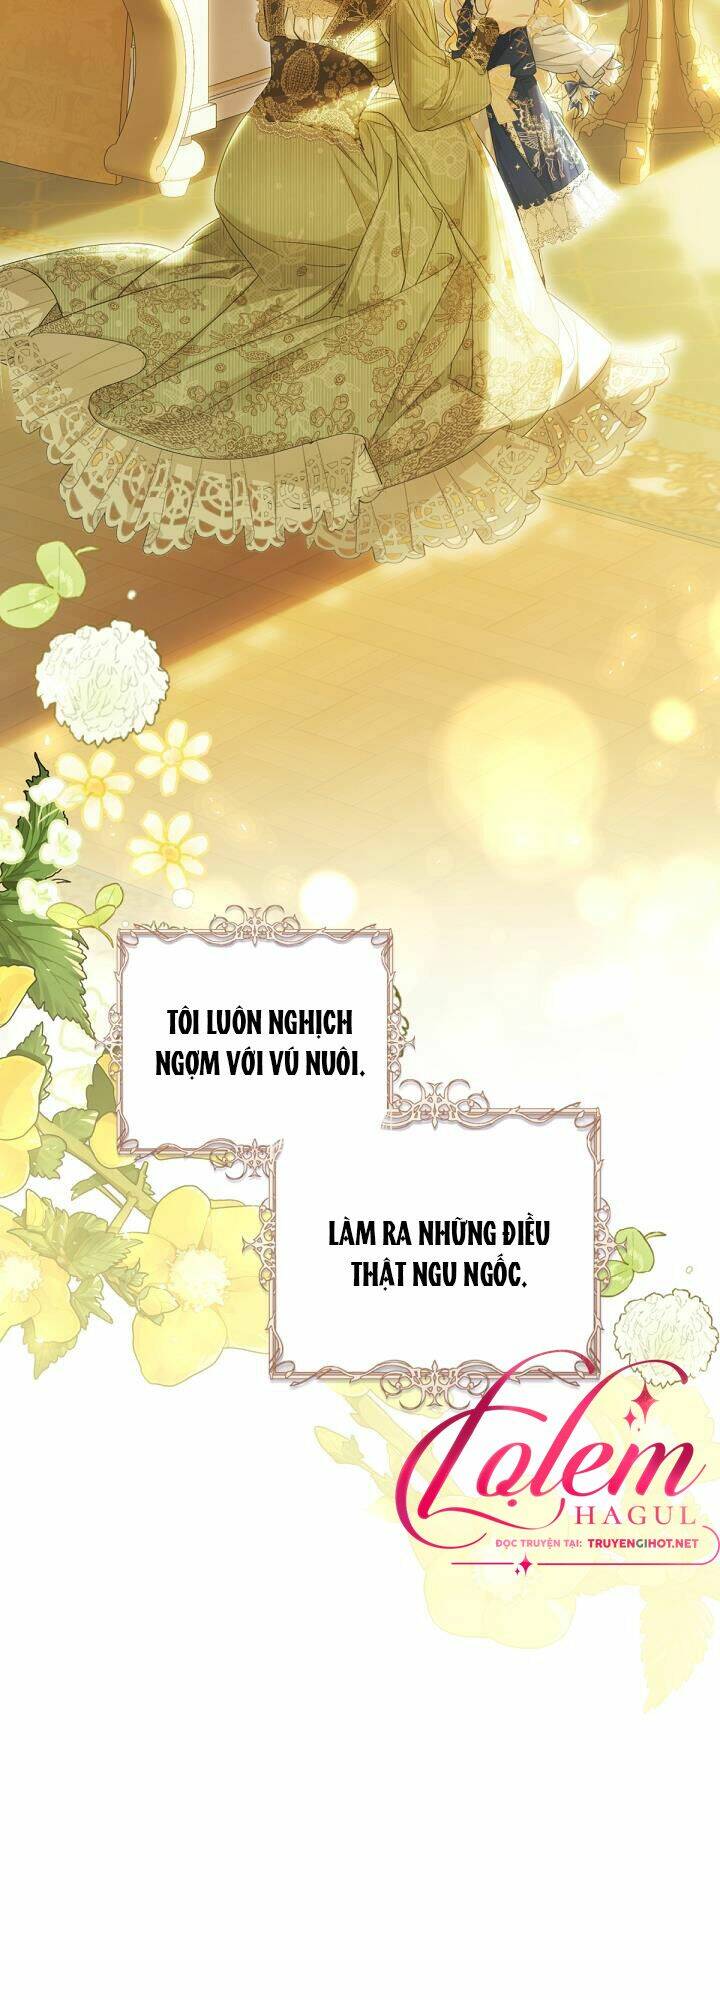 TÔI LUÔN NGHỊCH
NGỢM VỚI VÚ NUÔI.
LÀM RA NHỮNG ĐIỀU
THẬT NGU NGỐC.
Lọlem
HAGUL
ĐỌC TRUYỆN TẠI: TRUYENGIHOT.NET